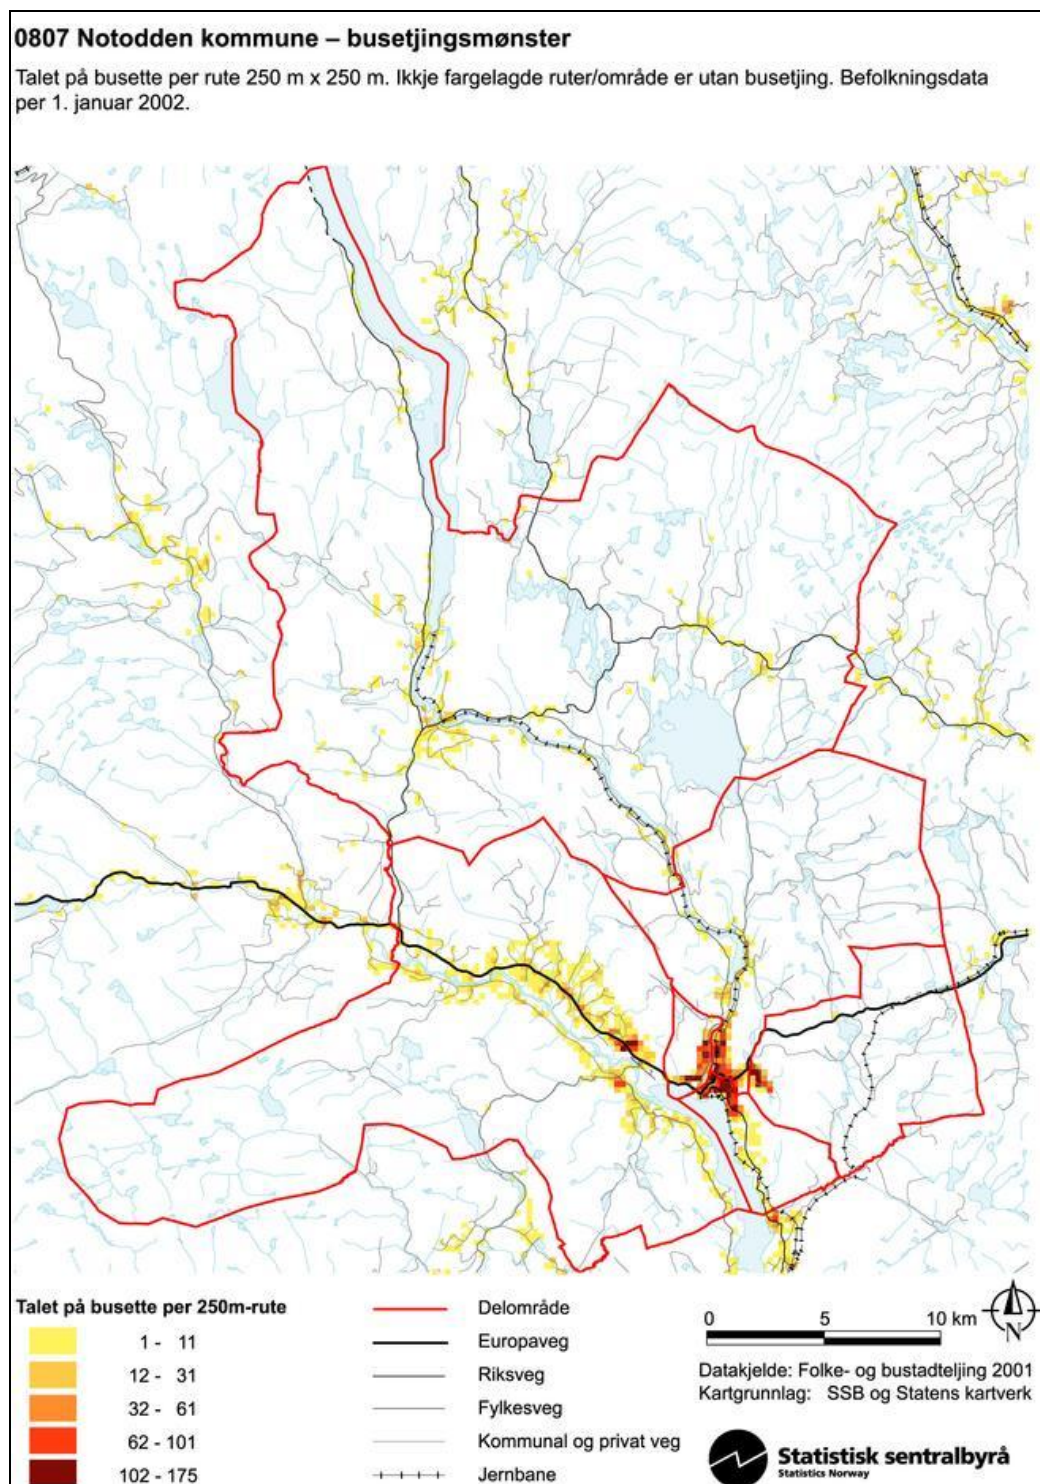 0807 Notodden kommune – busetjingsmønster
Talet på busette per rute 250 m x 250 m. Ikkje fargelagde ruter/område er utan busetjing. Befolkningsdata
per 1. januar 2002.
Talet på busette per 250m-rute
1 - 11
12 - 31
32 - 61
62 - 101
102 - 175
Delområde
Europaveg
Riksveg
Fylkesveg
Kommunal og privat veg
Jernbane
0 5 10 km
N
Datakjelde: Folke- og bustadteljing 2001
Kartgrunnlag: SSB og Statens kartverk
Statistisk sentralbyrå
Statistics Norway